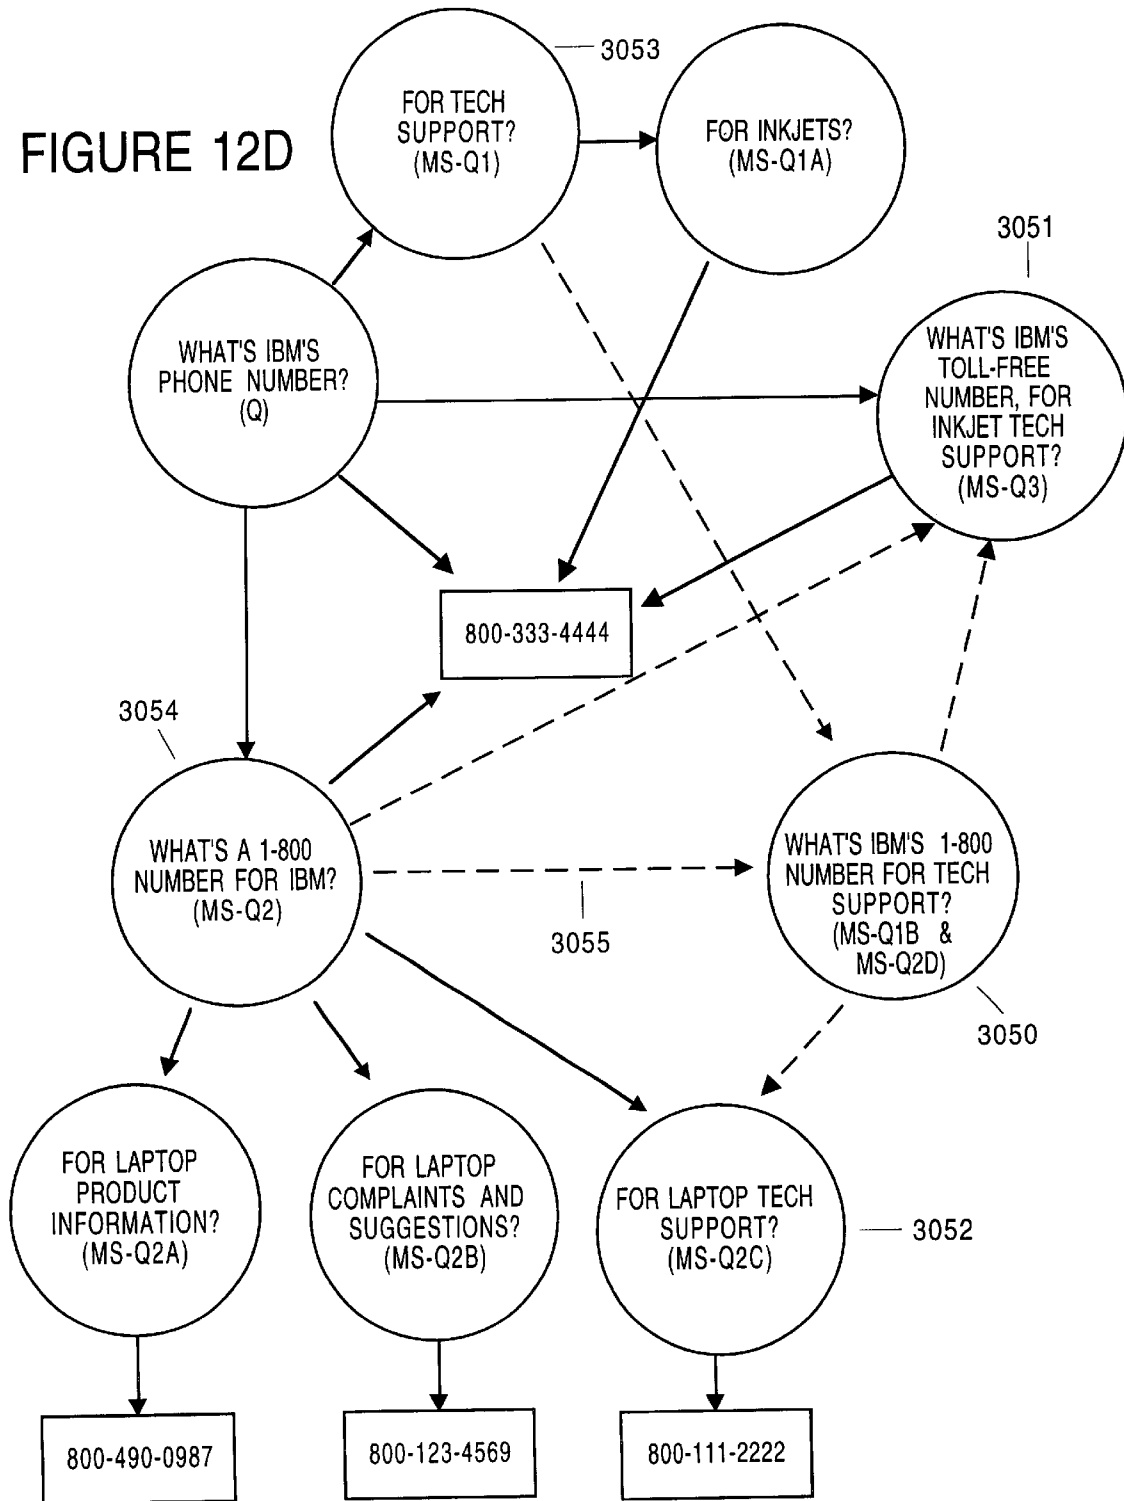 FIGURE 12D
FOR TECH
SUPPORT?
(MS-Q1)
3053
FOR INKJETS?
(MS-Q1A)
3051
WHAT'S IBM'S
PHONE NUMBER?
(Q)
WHAT'S IBM'S
TOLL-FREE
NUMBER, FOR
INKJET TECH
SUPPORT?
(MS-Q3)
800-333-4444
3054
WHAT'S A 1-800
NUMBER FOR IBM?
(MS-Q2)
3055
WHAT'S IBM'S 1-800
NUMBER FOR TECH
SUPPORT?
(MS-Q1B &
MS-Q2D)
3050
FOR LAPTOP
PRODUCT
INFORMATION?
(MS-Q2A)
FOR LAPTOP
COMPLAINTS AND
SUGGESTIONS?
(MS-Q2B)
FOR LAPTOP TECH
SUPPORT?
(MS-Q2C)
3052
800-490-0987
800-123-4569
800-111-2222